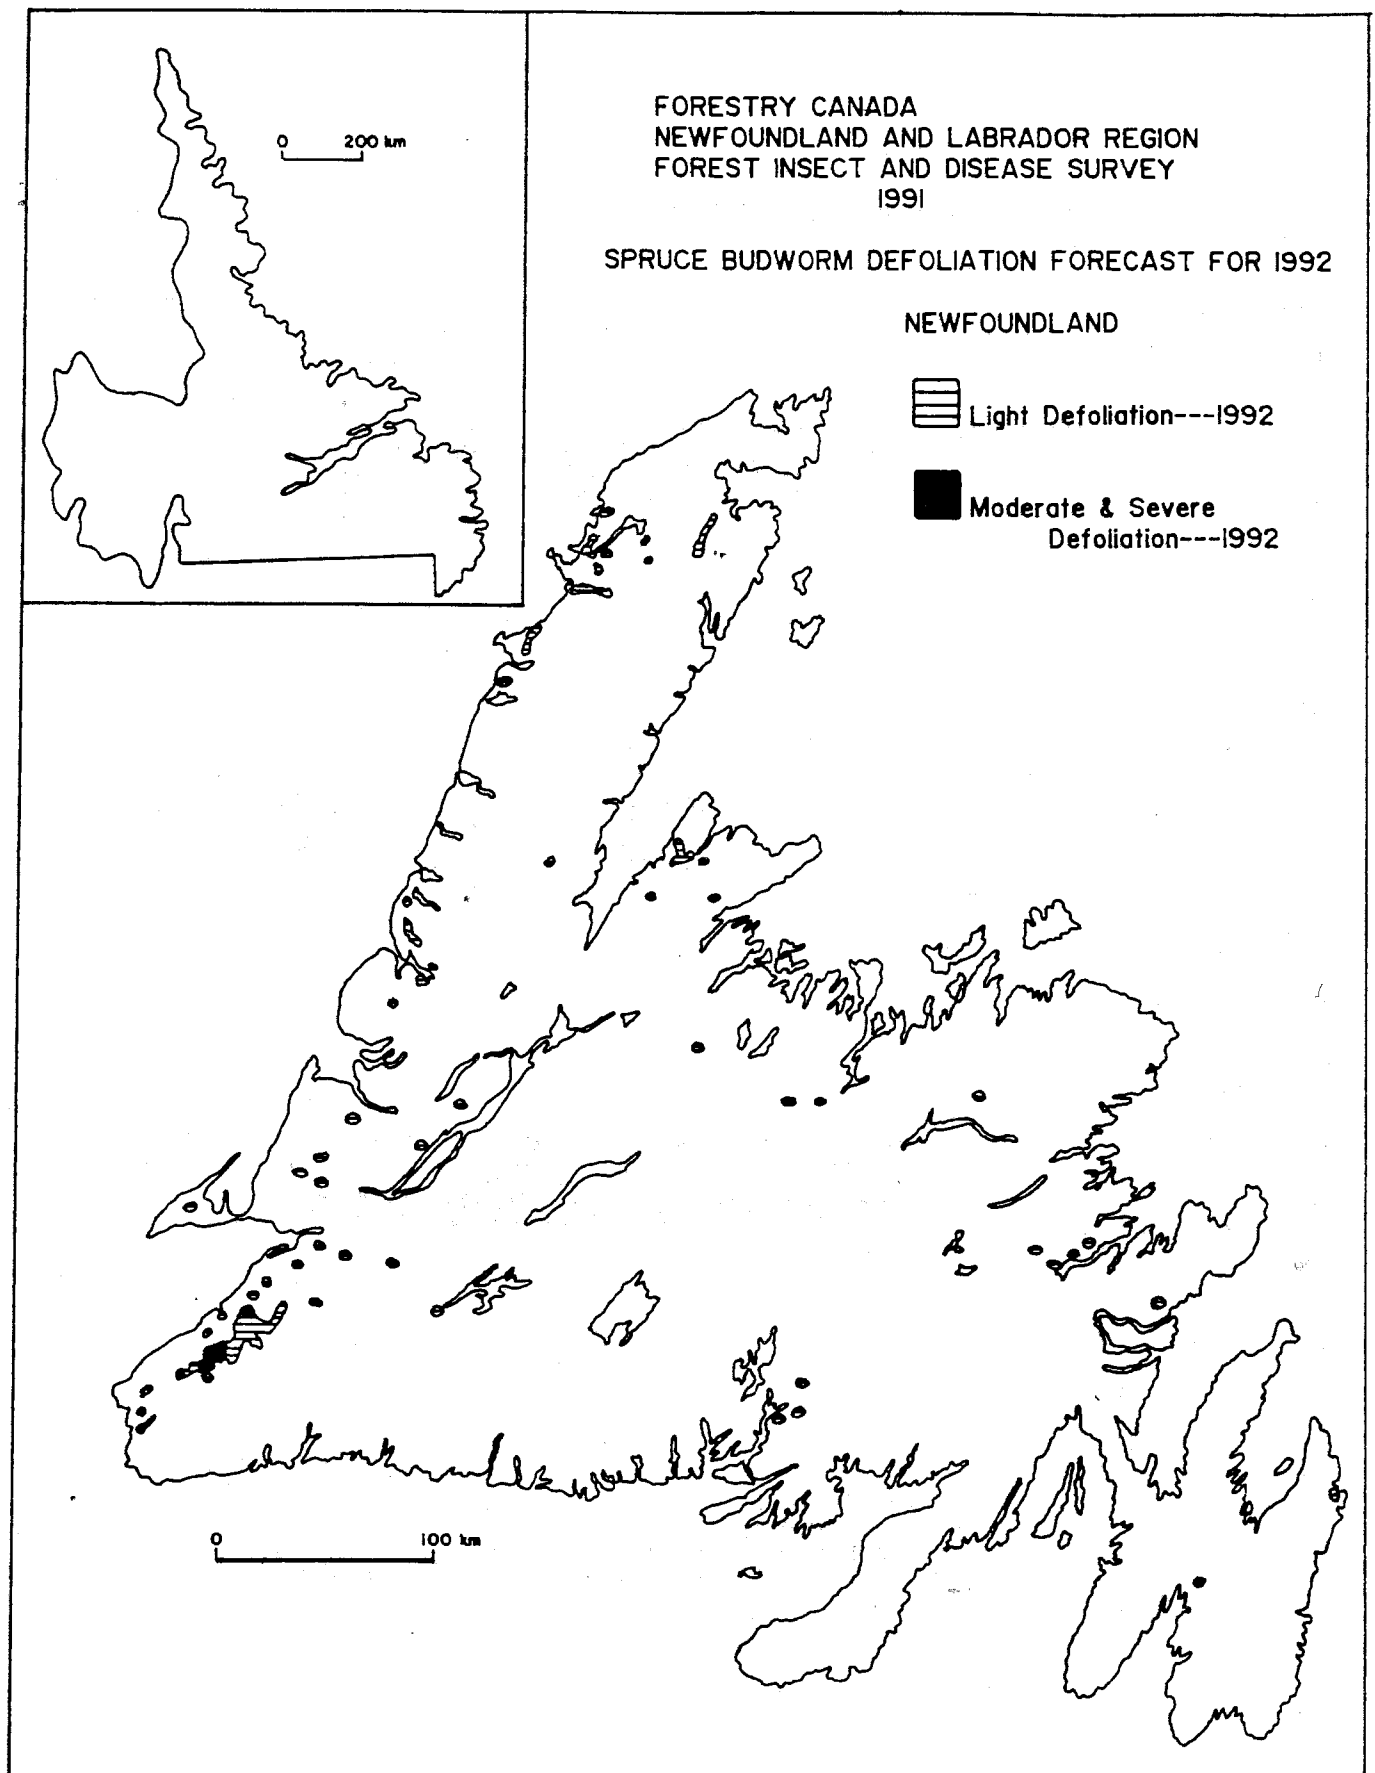 0 200 km
FORESTRY CANADA
NEWFOUNDLAND AND LABRADOR REGION
FOREST INSECT AND DISEASE SURVEY
1991
SPRUCE BUDWORM DEFOLIATION FORECAST FOR 1992
NEWFOUNDLAND
Light Defoliation---1992
Moderate & Severe
Defoliation---1992
0 100 km